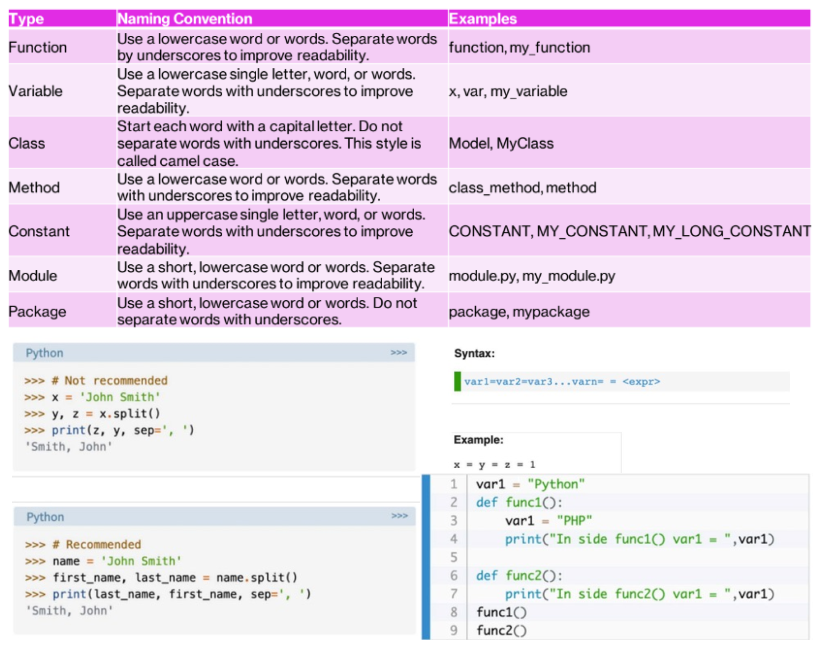 Type Naming Convention Examples
Function Use a lowercase word or words. Separate words by underscores to improve readability. function, my_function
Variable Use a lowercase single letter, word, or words. Separate words with underscores to improve readability. x, var, my_variable
Class Start each word with a capital letter. Do not separate words with underscores. This style is called camel case. Model, MyClass
Method Use a lowercase word or words. Separate words with underscores to improve readability. class_method, method
Constant Use an uppercase single letter, word, or words. Separate words with underscores to improve readability. CONSTANT, MY_CONSTANT, MY_LONG_CONSTANT
Module Use a short, lowercase word or words. Separate words with underscores to improve readability. module.py, my_module.py
Package Use a short, lowercase word or words. Do not separate words with underscores. package, mypackage
Python >>>
>>> # Not recommended
>>> x = 'John Smith'
>>> y, z = x.split()
>>> print(z, y, sep=', ')
'Smith, John'
Python >>>
>>> # Recommended
>>> name = 'John Smith'
>>> first_name, last_name = name.split()
>>> print(last_name, first_name, sep=', ')
'Smith, John'
Syntax:
var1=var2=var3...varn= = <expr>
Example:
x = y = z = 1
1 var1 = "Python"
2 def func1():
3 var1 = "PHP"
4 print("In side func1() var1 = ",var1)
5
6 def func2():
7 print("In side func2() var1 = ",var1)
8 func1()
9 func2()